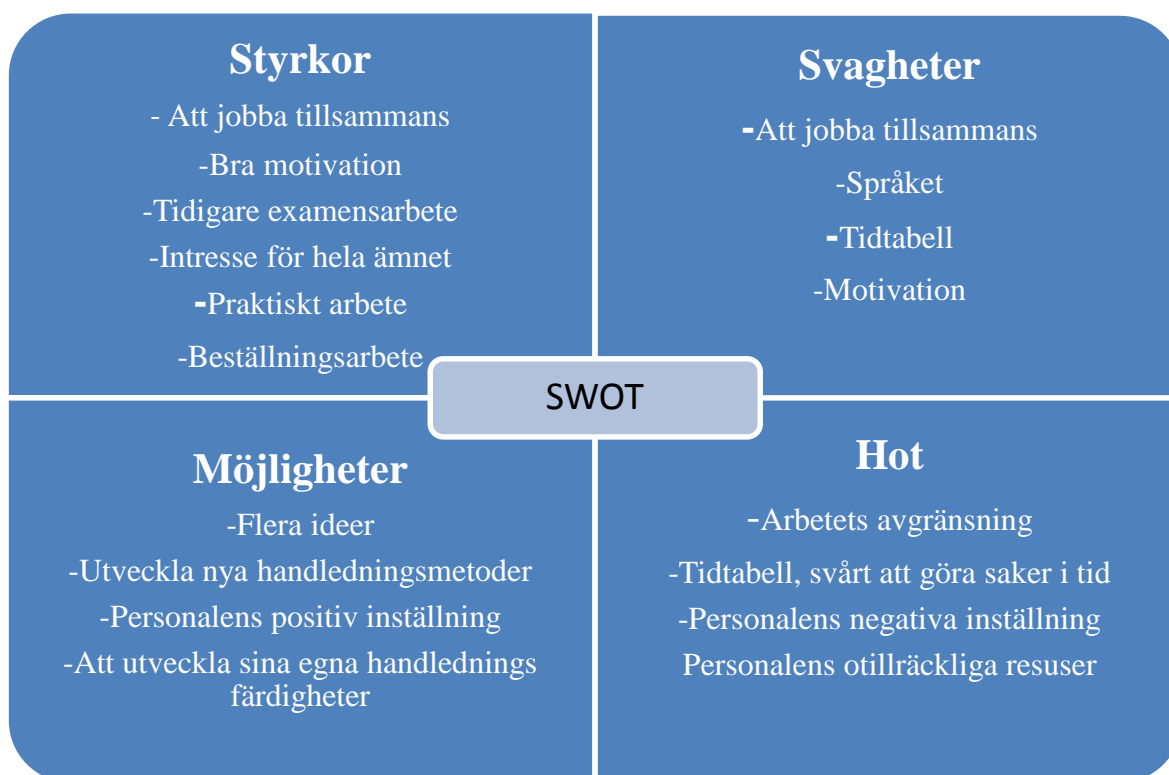 Styrkor
- Att jobba tillsammans
-Bra motivation
-Tidigare examensarbete
-Intresse för hela ämnet
-Praktiskt arbete
-Beställningsarbete
Svagheter
-Att jobba tillsammans
-Språket
-Tidtabell
-Motivation
SWOT
Möjligheter
-Flera ideer
-Utveckla nya handledningsmetoder
-Personalens positiv inställning
-Att utveckla sina egna handlednings
färdigheter
Hot
-Arbetets avgränsning
-Tidtabell, svårt att göra saker i tid
-Personalens negativa inställning
Personalens otillräckliga resuser